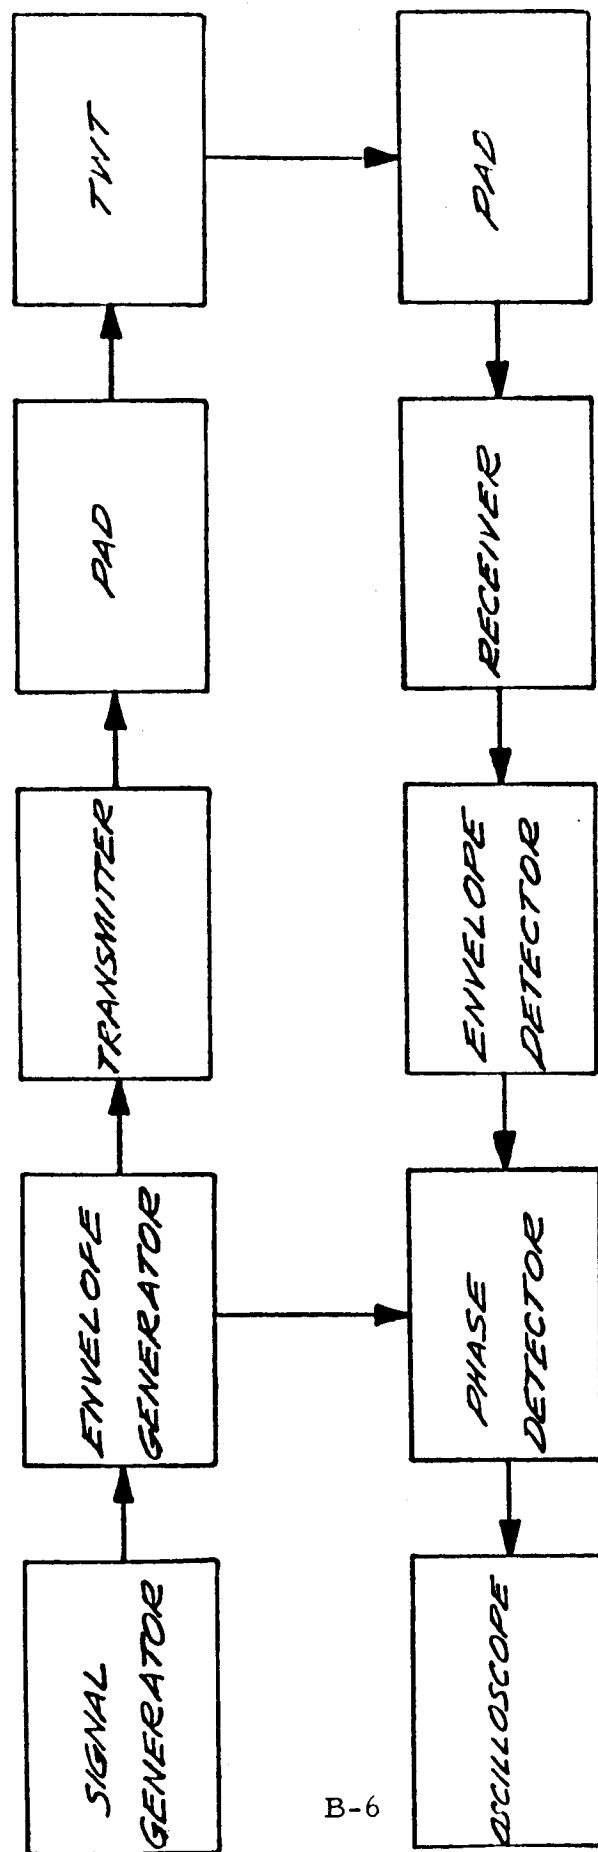 SIGNAL
GENERATOR
ENVELOPE
GENERATOR
TRANSMITTER
PAD
TWT
OSCILLOSCOPE
PHASE
DETECTOR
ENVELOPE
DETECTOR
RECEIVER
PAD
B-6